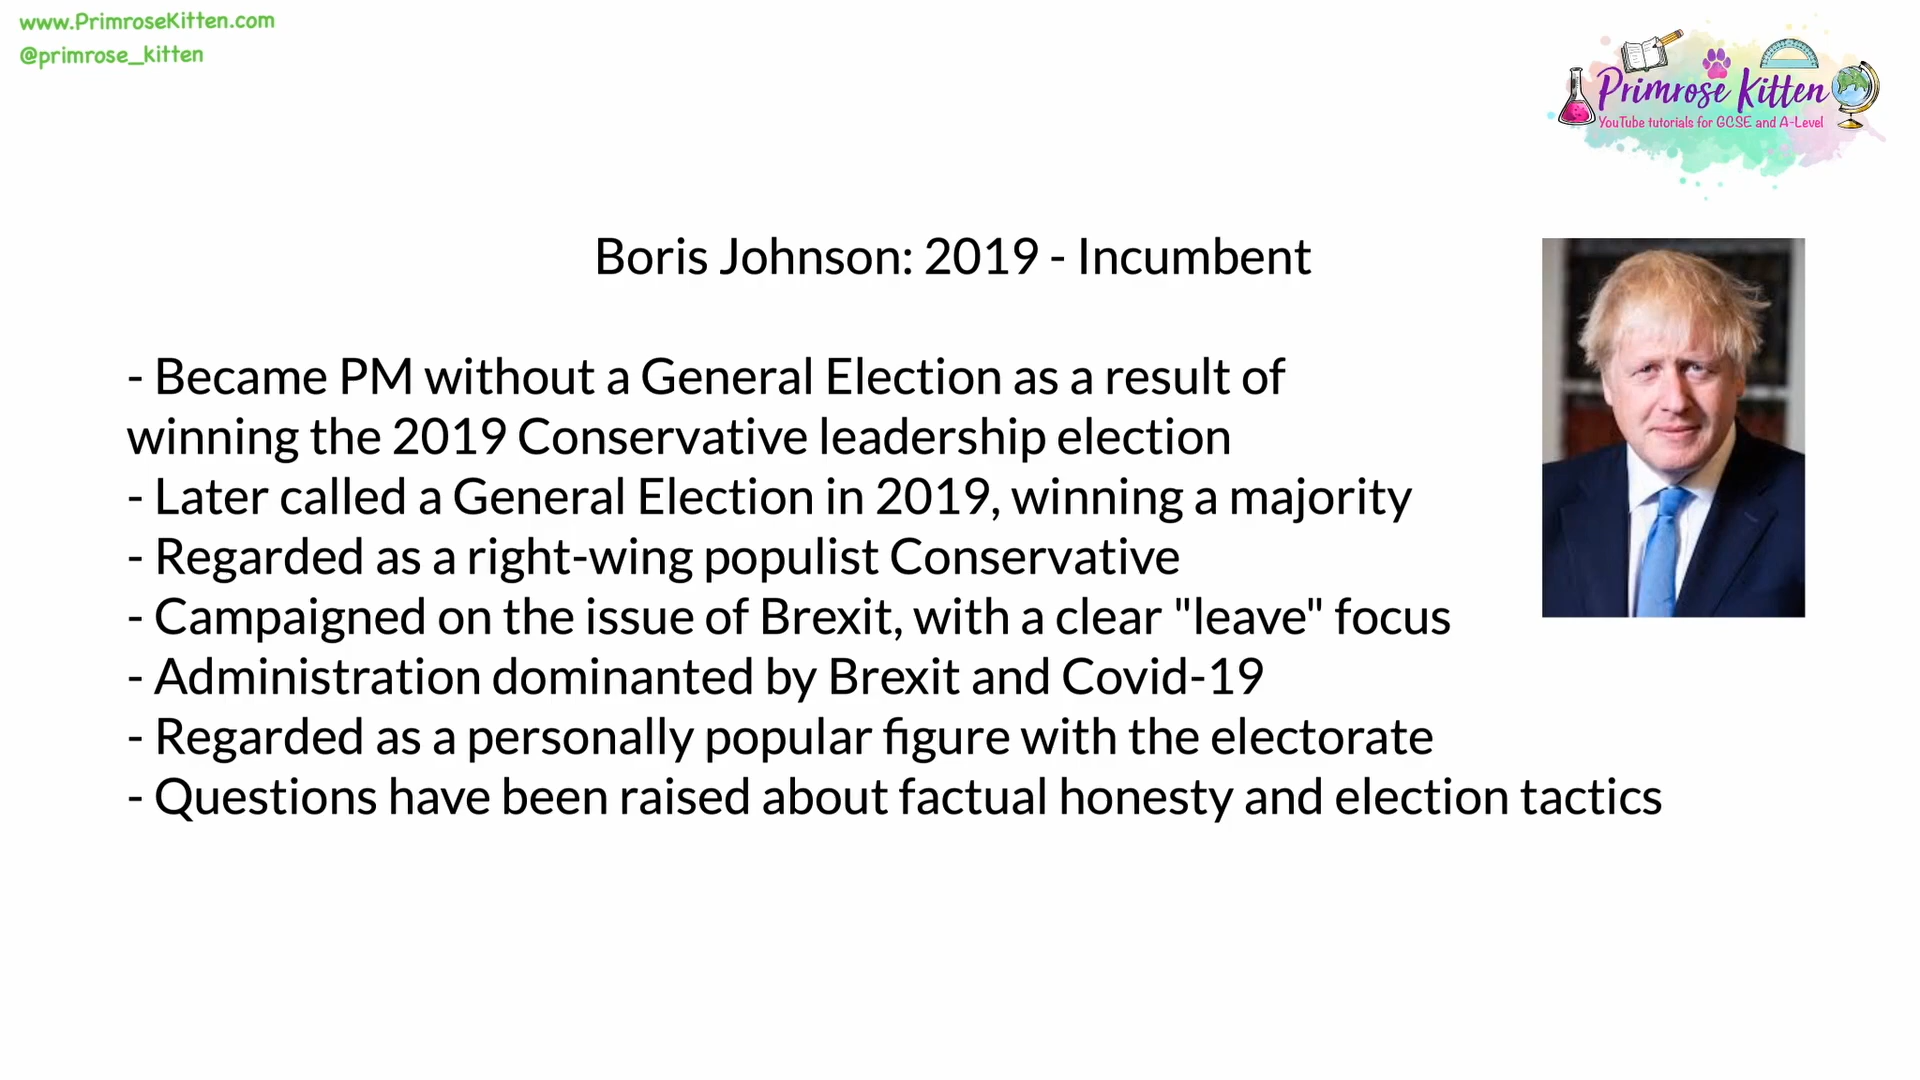 www.PrimroseKitten.com
@primrose_kitten
Primrose Kitten
YouTube tutorials for GCSE and A-Level
Boris Johnson: 2019 - Incumbent
- Became PM without a General Election as a result of
winning the 2019 Conservative leadership election
- Later called a General Election in 2019, winning a majority
- Regarded as a right-wing populist Conservative
- Campaigned on the issue of Brexit, with a clear "leave" focus
- Administration dominanted by Brexit and Covid-19
- Regarded as a personally popular figure with the electorate
- Questions have been raised about factual honesty and election tactics